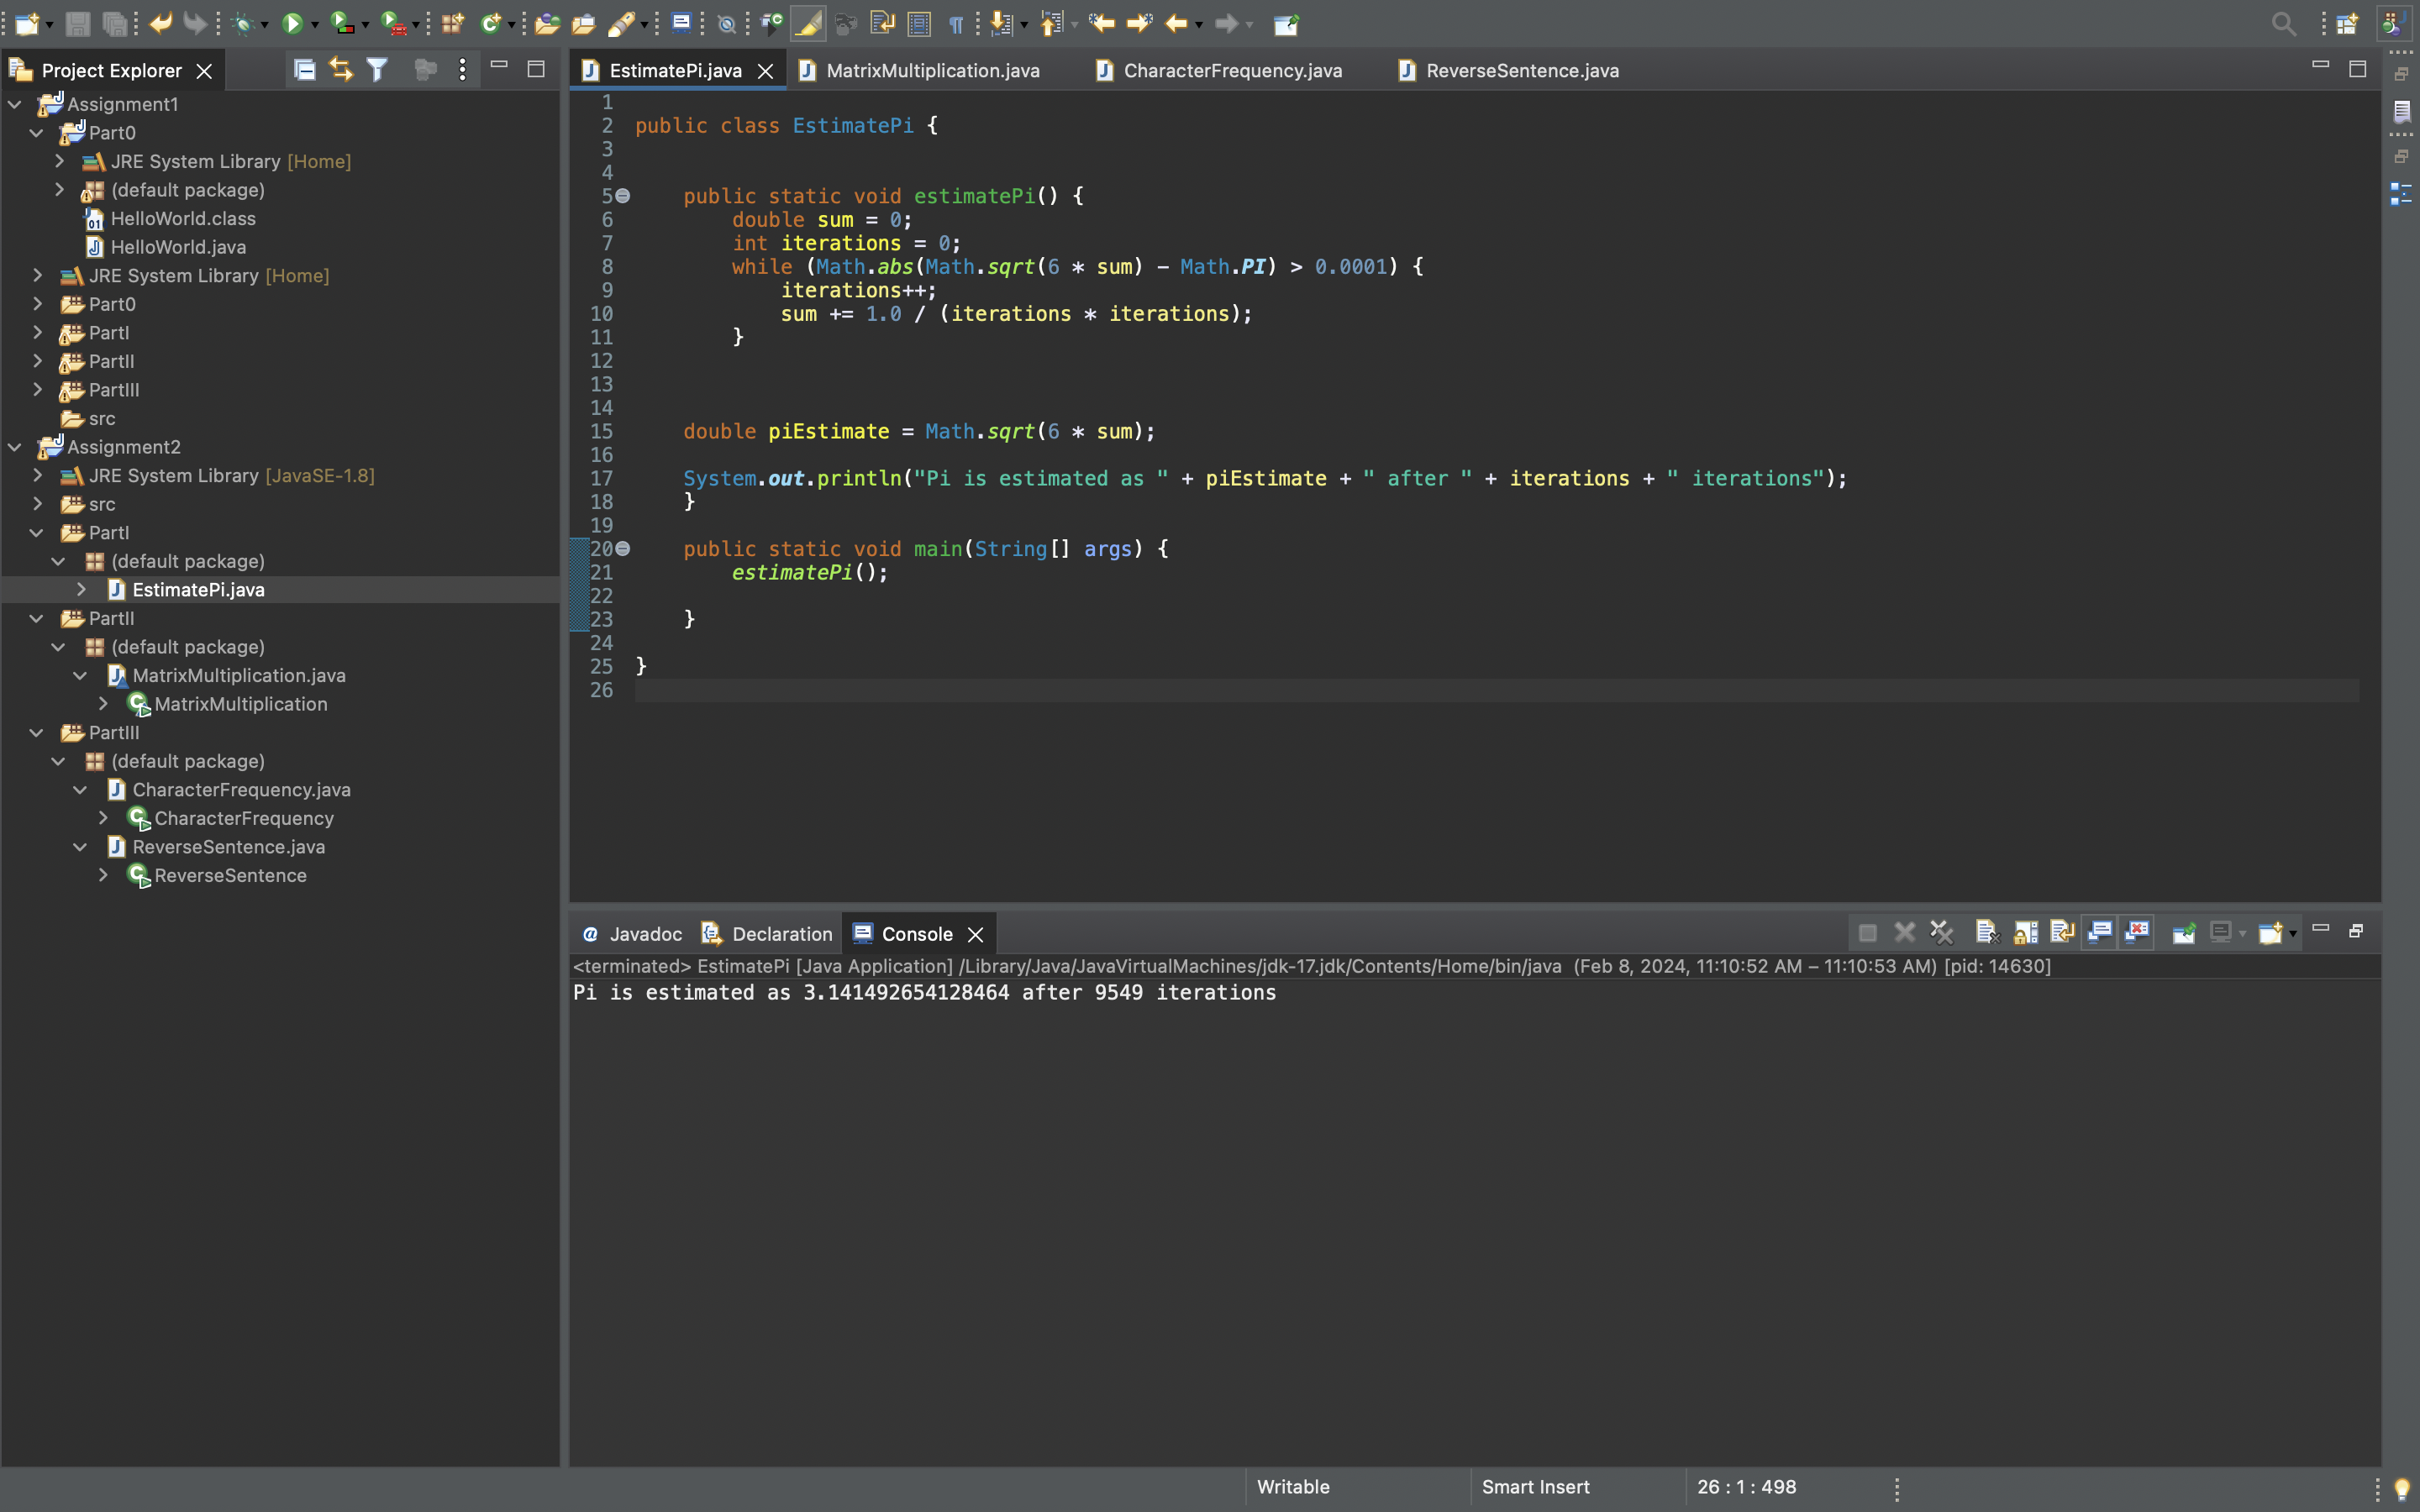 Project Explorer
Assignment1
Part0
JRE System Library [Home]
(default package)
HelloWorld.class
HelloWorld.java
JRE System Library [Home]
Part0
PartI
PartII
PartIII
src
Assignment2
JRE System Library [JavaSE-1.8]
src
PartI
(default package)
EstimatePi.java
PartII
(default package)
MatrixMultiplication.java
MatrixMultiplication
PartIII
(default package)
CharacterFrequency.java
CharacterFrequency
ReverseSentence.java
ReverseSentence
EstimatePi.java MatrixMultiplication.java CharacterFrequency.java ReverseSentence.java
1
2 public class EstimatePi {
3
4
5 public static void estimatePi() {
6 double sum = 0;
7 int iterations = 0;
8 while (Math.abs(Math.sqrt(6 * sum) - Math.PI) > 0.0001) {
9 iterations++;
10 sum += 1.0 / (iterations * iterations);
11 }
12
13
14
15 double piEstimate = Math.sqrt(6 * sum);
16
17 System.out.println("Pi is estimated as " + piEstimate + " after " + iterations + " iterations");
18 }
19
20 public static void main(String[] args) {
21 estimatePi();
22
23 }
24
25 }
26
Javadoc Declaration Console
<terminated> EstimatePi [Java Application] /Library/Java/JavaVirtualMachines/jdk-17.jdk/Contents/Home/bin/java (Feb 8, 2024, 11:10:52 AM – 11:10:53 AM) [pid: 14630]
Pi is estimated as 3.141492654128464 after 9549 iterations
Writable Smart Insert 26 : 1 : 498